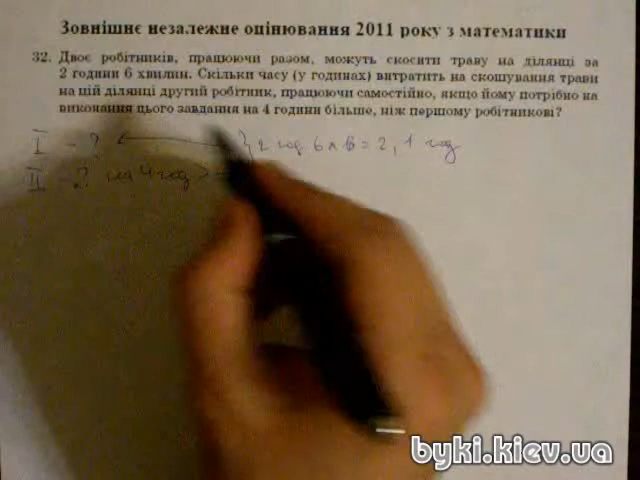 Зовнішнє незалежне оцінювання 2011 року з математики
32. Двоє робітників, працюючи разом, можуть скосити траву на ділянці за
2 години 6 хвилин. Скільки часу (у годинах) витратить на скошування трави
на цій ділянці другий робітник, працюючи самостійно, якщо йому потрібно на
виконання цього завдання на 4 години більше, ніж першому робітникові?
I - ? } 2 год 6 хв = 2,1 год
II - ? на 4 год >
byki.kiev.ua